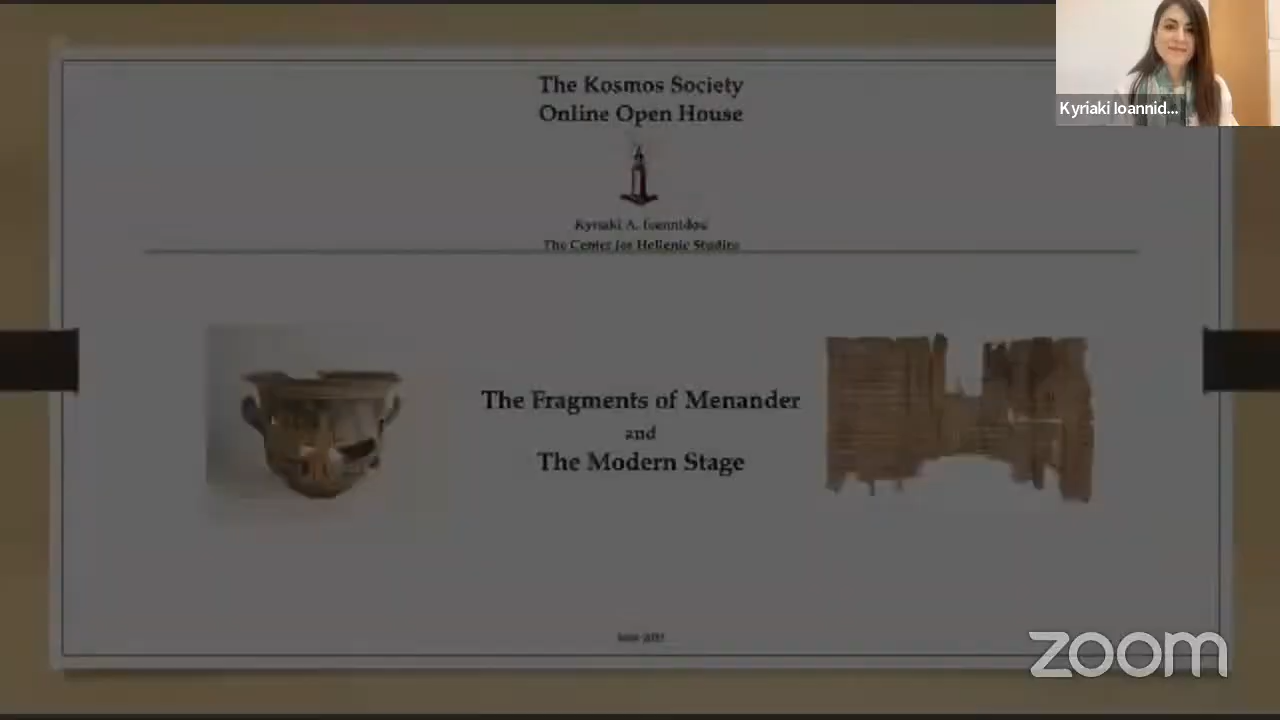 The Kosmos Society
Online Open House
Kyriaki A. Ioannidou
The Center for Hellenic Studies
The Fragments of Menander
and
The Modern Stage
Kyriaki Ioannid...
zoom